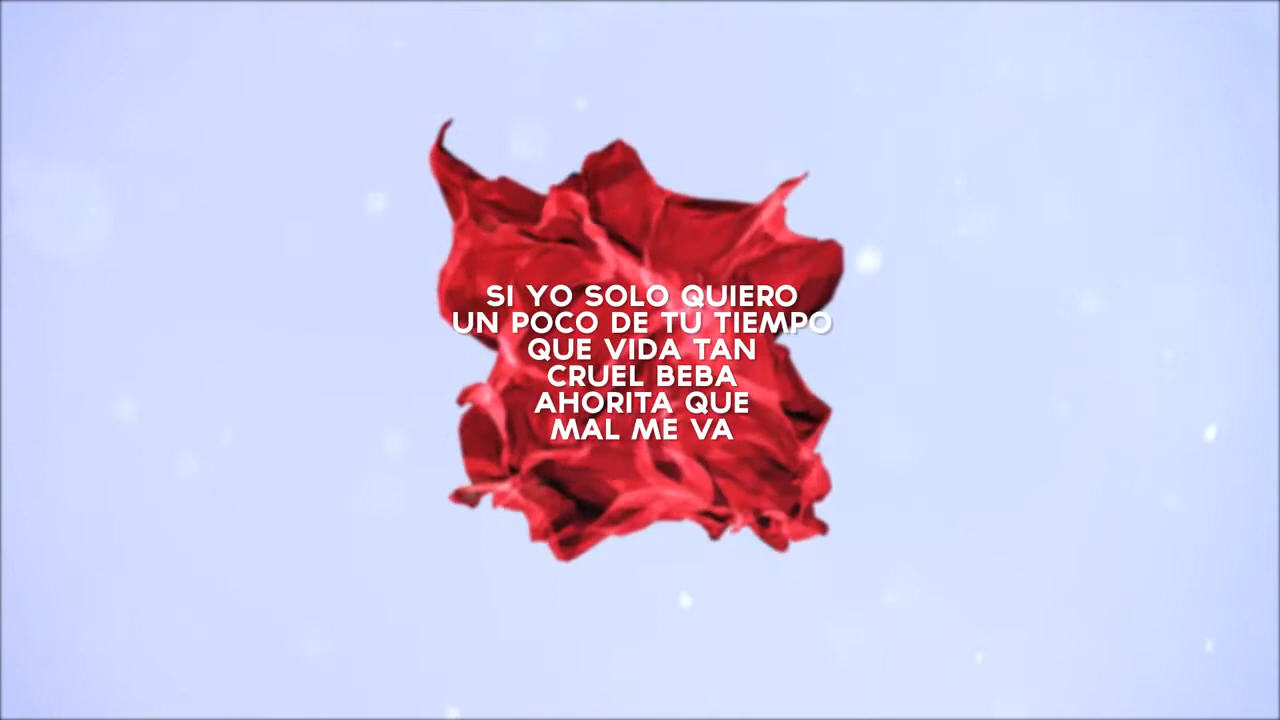 SI YO SOLO QUIERO
UN POCO DE TU TIEMPO
QUE VIDA TAN
CRUEL BEBA
AHORITA QUE
MAL ME VA